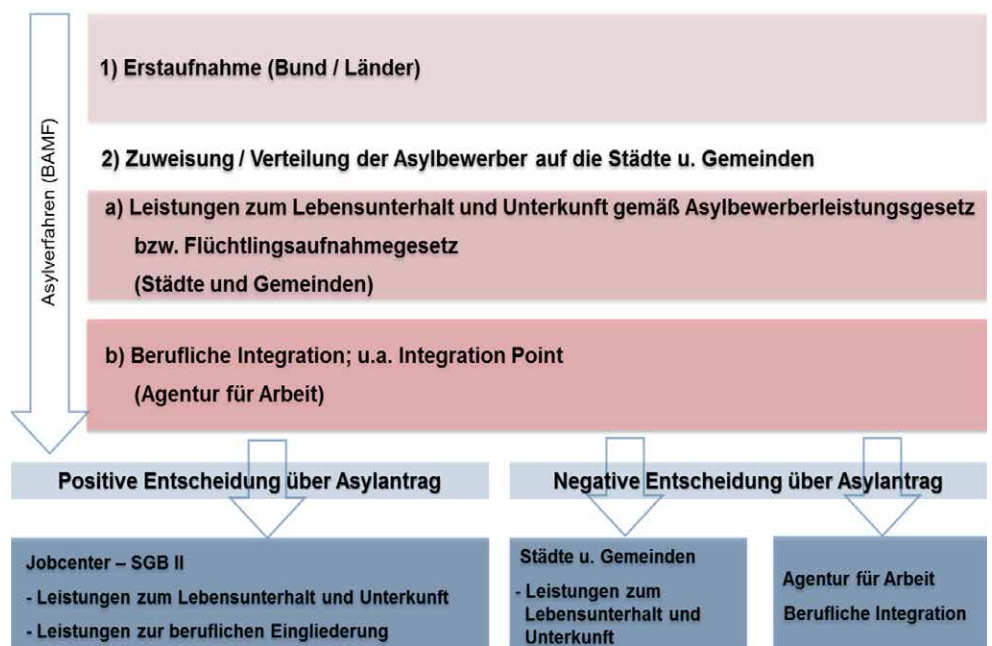 Asylverfahren (BAMF)
1) Erstaufnahme (Bund / Länder)
2) Zuweisung / Verteilung der Asylbewerber auf die Städte u. Gemeinden
a) Leistungen zum Lebensunterhalt und Unterkunft gemäß Asylbewerberleistungsgesetz
bzw. Flüchtlingsaufnahmegesetz
(Städte und Gemeinden)
b) Berufliche Integration; u.a. Integration Point
(Agentur für Arbeit)
Positive Entscheidung über Asylantrag
Negative Entscheidung über Asylantrag
Jobcenter – SGB II
- Leistungen zum Lebensunterhalt und Unterkunft
- Leistungen zur beruflichen Eingliederung
Städte u. Gemeinden
- Leistungen zum
Lebensunterhalt und
Unterkunft
Agentur für Arbeit
Berufliche Integration